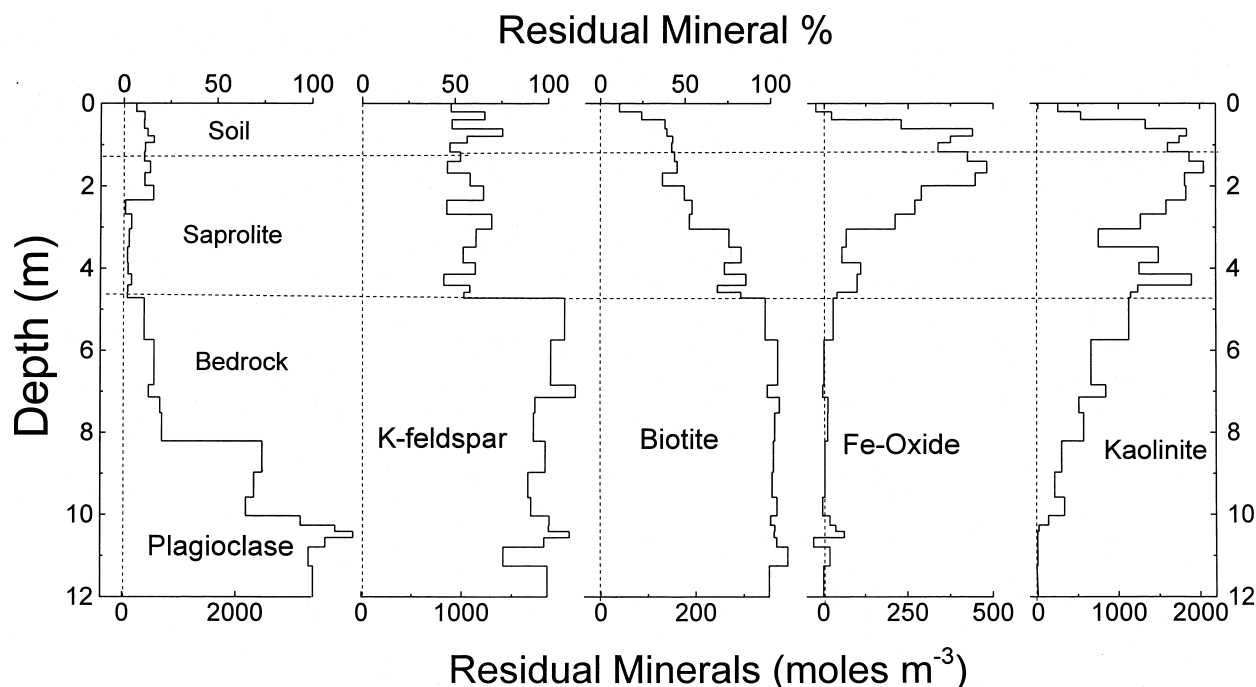 Residual Mineral %
0 50 100 0 50 100 0 50 100
0 0
Soil
2 2
Saprolite
4 4
Depth (m)
Bedrock
6 6
K-feldspar Biotite Fe-Oxide Kaolinite
8 8
10 10
Plagioclase
12 12
0 2000 0 1000 0 200 0 250 500 0 1000 2000
Residual Minerals (moles m⁻³)